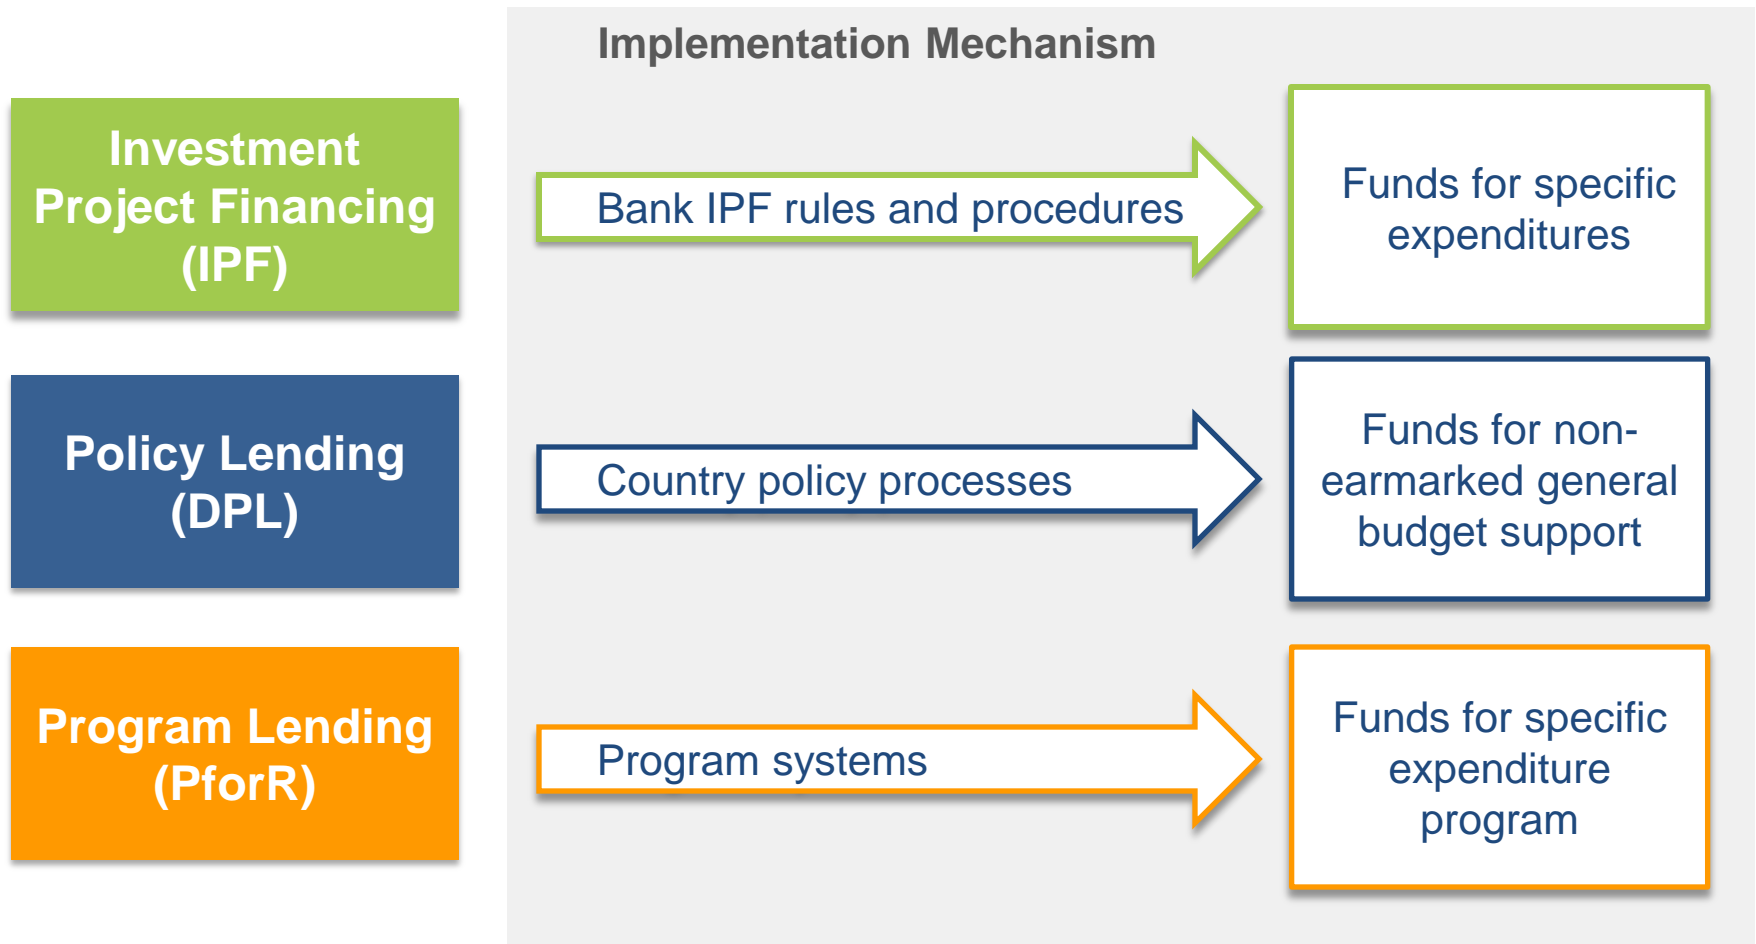 Implementation Mechanism
Investment
Project Financing
(IPF)
Bank IPF rules and procedures
Funds for specific
expenditures
Policy Lending
(DPL)
Country policy processes
Funds for non-
earmarked general
budget support
Program Lending
(PforR)
Program systems
Funds for specific
expenditure
program